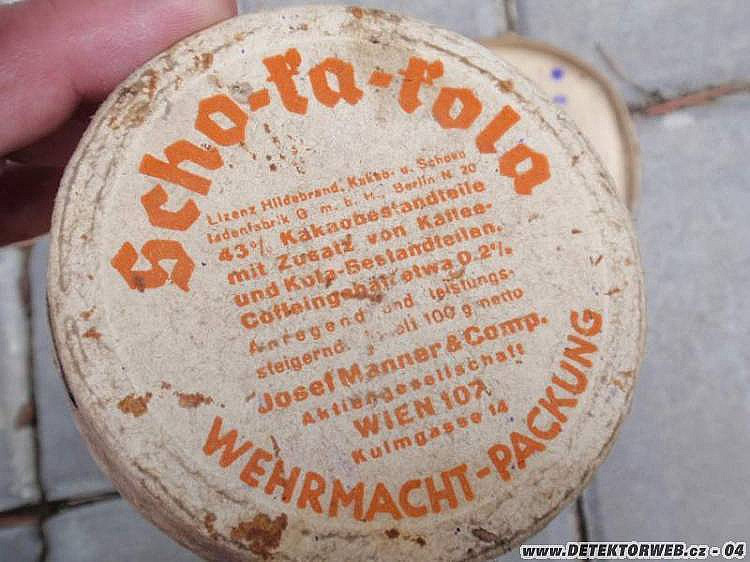 Scho-ka-kola
Lizenz Hildebrand, Kakao- u. Schoko
ladenfabrik G. m. b. H., Berlin N 20
43% Kakaobestandteile
mit Zusatz von Kaffee-
und Kola-Bestandteilen.
Coffeingehalt etwa 0.2%
Anregend und leistungs-
steigernd. 100 g netto
Josef Manner & Comp.
Aktiengesellschaft
WIEN 107
Kulmgasse 14
WEHRMACHT-PACKUNG
www.DETEKTORWEB.cz - 04